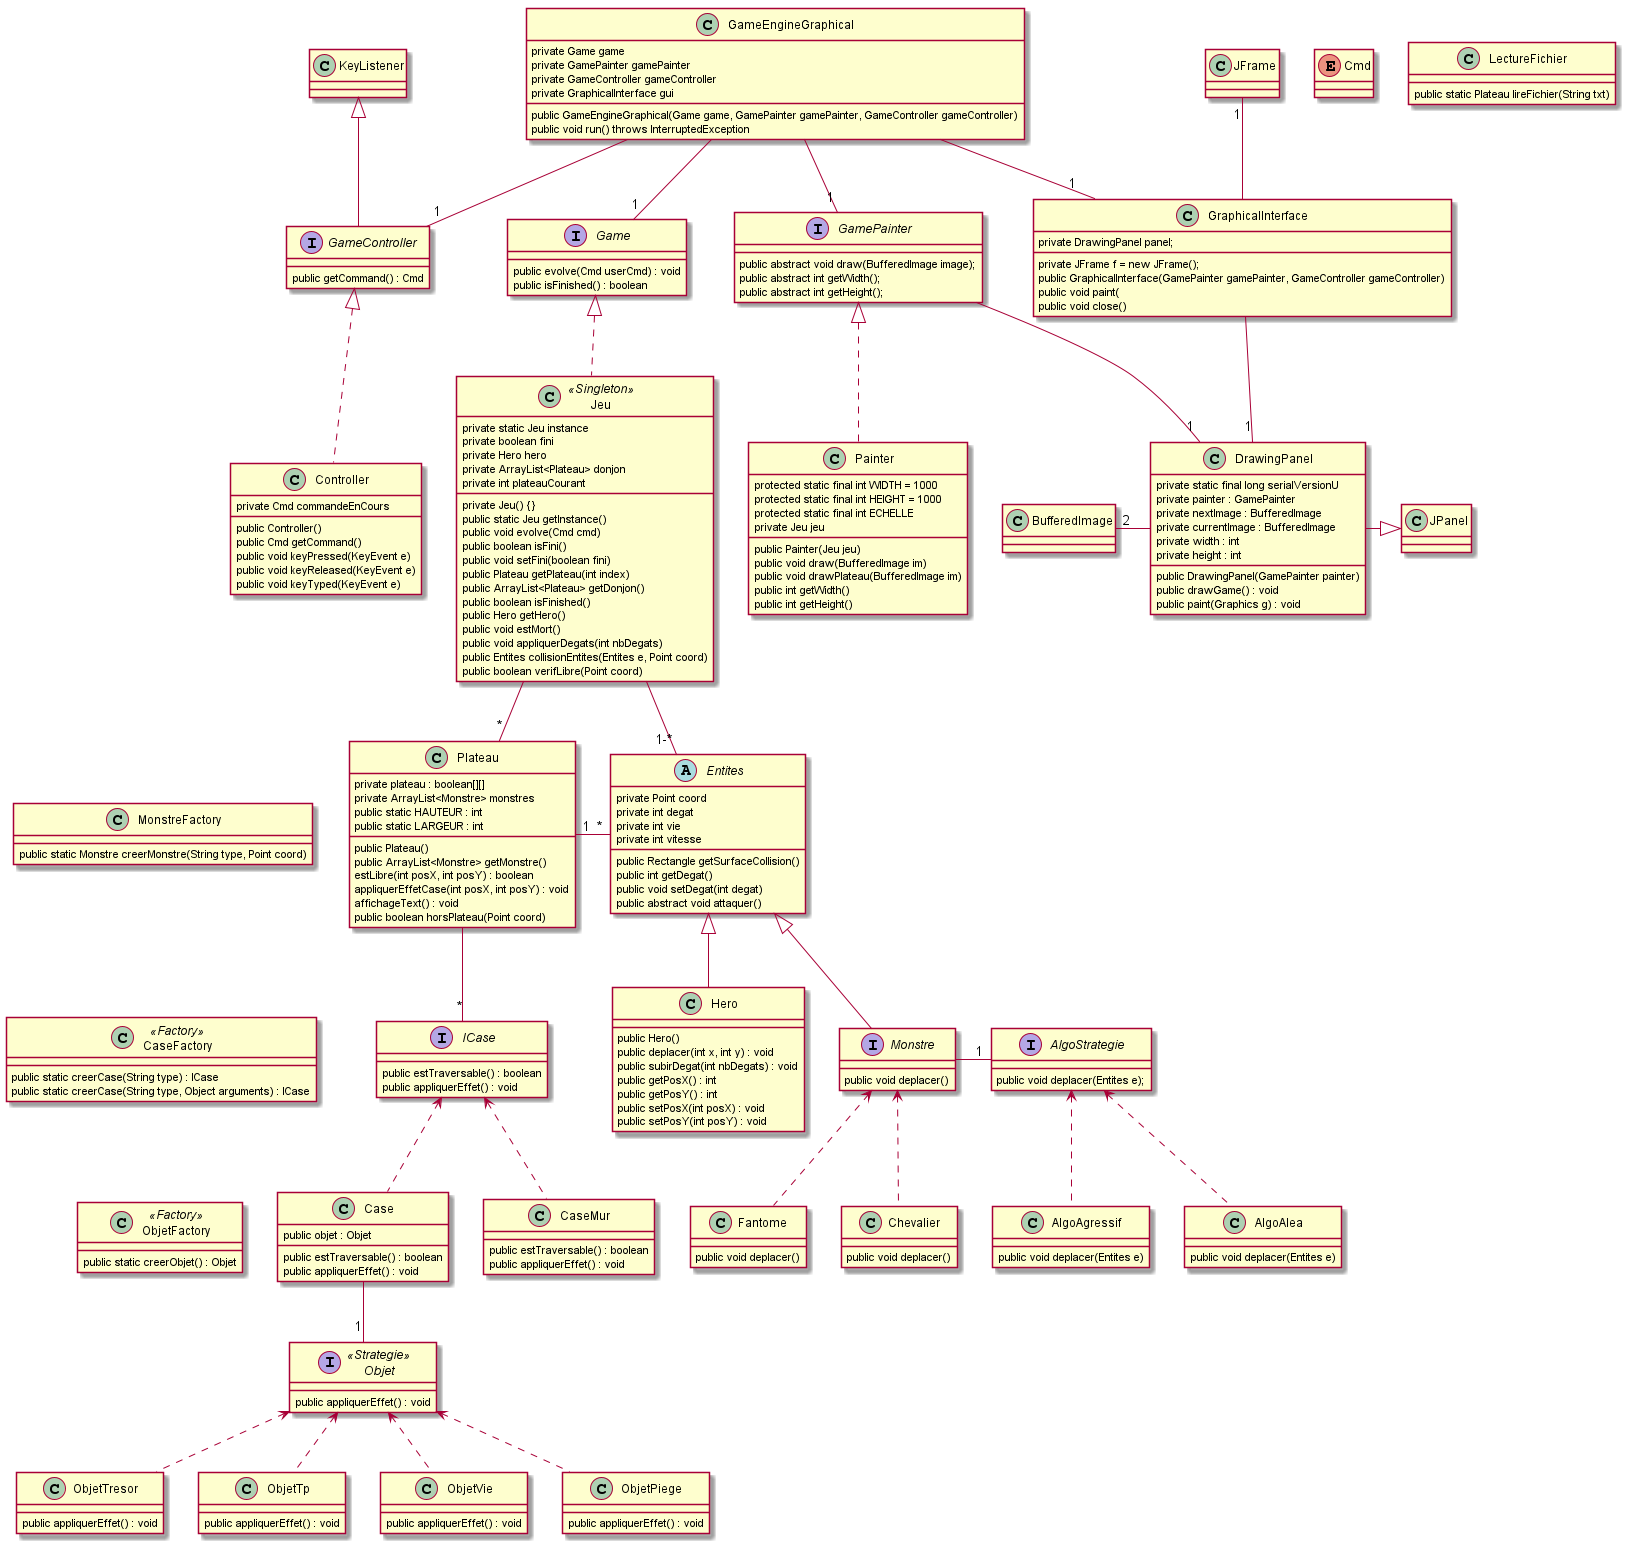 C GameEngineGraphical
private Game game
private GamePainter gamePainter
private GameController gameController
private GraphicalInterface gui
public GameEngineGraphical(Game game, GamePainter gamePainter, GameController gameController)
public void run() throws InterruptedException
C KeyListener
C JFrame
E Cmd
C LectureFichier
public static Plateau lireFichier(String txt)
1
1
1
1
1
I GameController
public getCommand() : Cmd
I Game
public evolve(Cmd userCmd) : void
public isFinished() : boolean
I GamePainter
public abstract void draw(BufferedImage image);
public abstract int getWidth();
public abstract int getHeight();
C GraphicalInterface
private DrawingPanel panel;
private JFrame f = new JFrame();
public GraphicalInterface(GamePainter gamePainter, GameController gameController)
public void paint(
public void close()
C Controller
private Cmd commandeEnCours
public Controller()
public Cmd getCommand()
public void keyPressed(KeyEvent e)
public void keyReleased(KeyEvent e)
public void keyTyped(KeyEvent e)
C «Singleton»
Jeu
private static Jeu instance
private boolean fini
private Hero hero
private ArrayList<Plateau> donjon
private int plateauCourant
private Jeu() {}
public static Jeu getInstance()
public void evolve(Cmd cmd)
public boolean isFini()
public void setFini(boolean fini)
public Plateau getPlateau(int index)
public ArrayList<Plateau> getDonjon()
public boolean isFinished()
public Hero getHero()
public void estMort()
public void appliquerDegats(int nbDegats)
public Entites collisionEntites(Entites e, Point coord)
public boolean verifLibre(Point coord)
C Painter
protected static final int WIDTH = 1000
protected static final int HEIGHT = 1000
protected static final int ECHELLE
private Jeu jeu
public Painter(Jeu jeu)
public void draw(BufferedImage im)
public void drawPlateau(BufferedImage im)
public int getWidth()
public int getHeight()
1
1
C BufferedImage
2
C DrawingPanel
private static final long serialVersionU
private painter : GamePainter
private nextImage : BufferedImage
private currentImage : BufferedImage
private width : int
private height : int
public DrawingPanel(GamePainter painter)
public drawGame() : void
public paint(Graphics g) : void
C JPanel
*
1-*
C MonstreFactory
public static Monstre creerMonstre(String type, Point coord)
C Plateau
private plateau : boolean[][]
private ArrayList<Monstre> monstres
public static HAUTEUR : int
public static LARGEUR : int
public Plateau()
public ArrayList<Monstre> getMonstre()
estLibre(int posX, int posY) : boolean
appliquerEffetCase(int posX, int posY) : void
affichageText() : void
public boolean horsPlateau(Point coord)
1 *
A Entites
private Point coord
private int degat
private int vie
private int vitesse
public Rectangle getSurfaceCollision()
public int getDegat()
public void setDegat(int degat)
public abstract void attaquer()
*
C «Factory»
CaseFactory
public static creerCase(String type) : ICase
public static creerCase(String type, Object arguments) : ICase
I ICase
public estTraversable() : boolean
public appliquerEffet() : void
C Hero
public Hero()
public deplacer(int x, int y) : void
public subirDegat(int nbDegats) : void
public getPosX() : int
public getPosY() : int
public setPosX(int posX) : void
public setPosY(int posY) : void
I Monstre
public void deplacer()
1
I AlgoStrategie
public void deplacer(Entites e);
C «Factory»
ObjetFactory
public static creerObjet() : Objet
C Case
public objet : Objet
public estTraversable() : boolean
public appliquerEffet() : void
C CaseMur
public estTraversable() : boolean
public appliquerEffet() : void
C Fantome
public void deplacer()
C Chevalier
public void deplacer()
C AlgoAgressif
public void deplacer(Entites e)
C AlgoAlea
public void deplacer(Entites e)
1
I «Strategie»
Objet
public appliquerEffet() : void
C ObjetTresor
public appliquerEffet() : void
C ObjetTp
public appliquerEffet() : void
C ObjetVie
public appliquerEffet() : void
C ObjetPiege
public appliquerEffet() : void